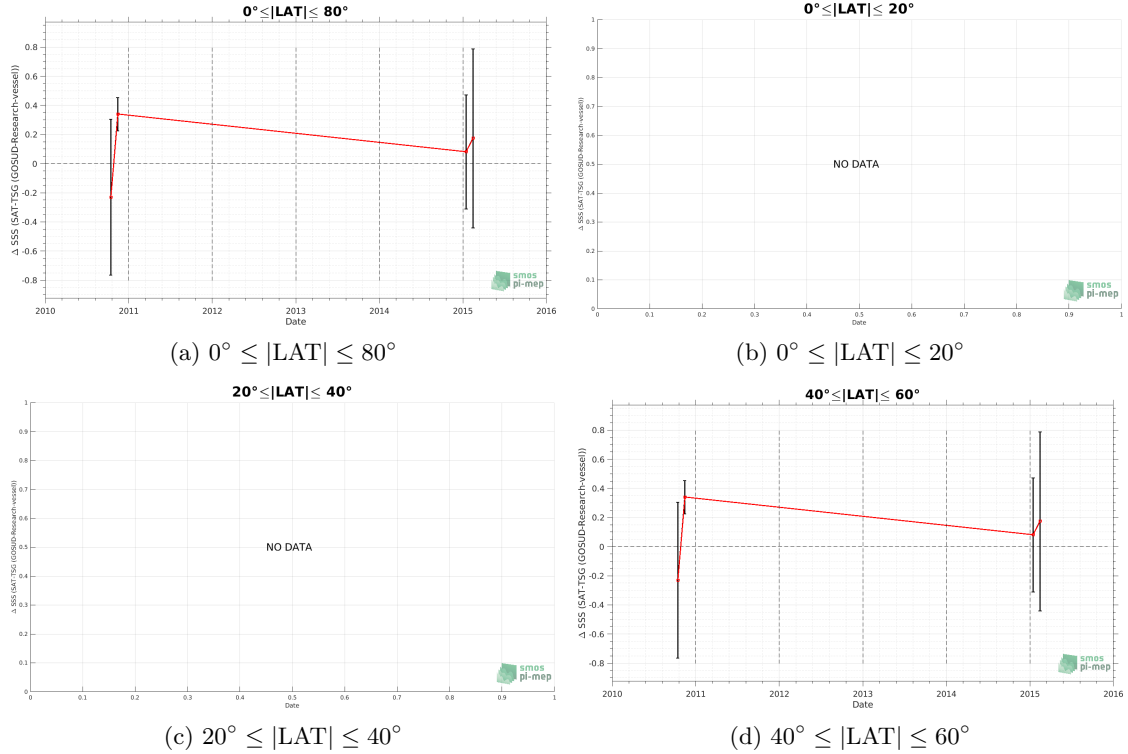 0°≤|LAT|≤ 80°
Δ SSS (SAT-TSG (GOSUD-Research-vessel))
0.8
0.6
0.4
0.2
0
-0.2
-0.4
-0.6
-0.8
2010 2011 2012 2013 2014 2015 2016
Date
smos
pi-mep
(a) 0° ≤ |LAT| ≤ 80°
0°≤|LAT|≤ 20°
Δ SSS (SAT-TSG (GOSUD-Research-vessel))
1
0.9
0.8
0.7
0.6
0.5
0.4
0.3
0.2
0.1
0
NO DATA
0 0.1 0.2 0.3 0.4 0.5 0.6 0.7 0.8 0.9 1
Date
smos
pi-mep
(b) 0° ≤ |LAT| ≤ 20°
20°≤|LAT|≤ 40°
Δ SSS (SAT-TSG (GOSUD-Research-vessel))
1
0.9
0.8
0.7
0.6
0.5
0.4
0.3
0.2
0.1
0
NO DATA
0 0.1 0.2 0.3 0.4 0.5 0.6 0.7 0.8 0.9 1
Date
smos
pi-mep
(c) 20° ≤ |LAT| ≤ 40°
40°≤|LAT|≤ 60°
Δ SSS (SAT-TSG (GOSUD-Research-vessel))
0.8
0.6
0.4
0.2
0
-0.2
-0.4
-0.6
-0.8
2010 2011 2012 2013 2014 2015 2016
Date
smos
pi-mep
(d) 40° ≤ |LAT| ≤ 60°